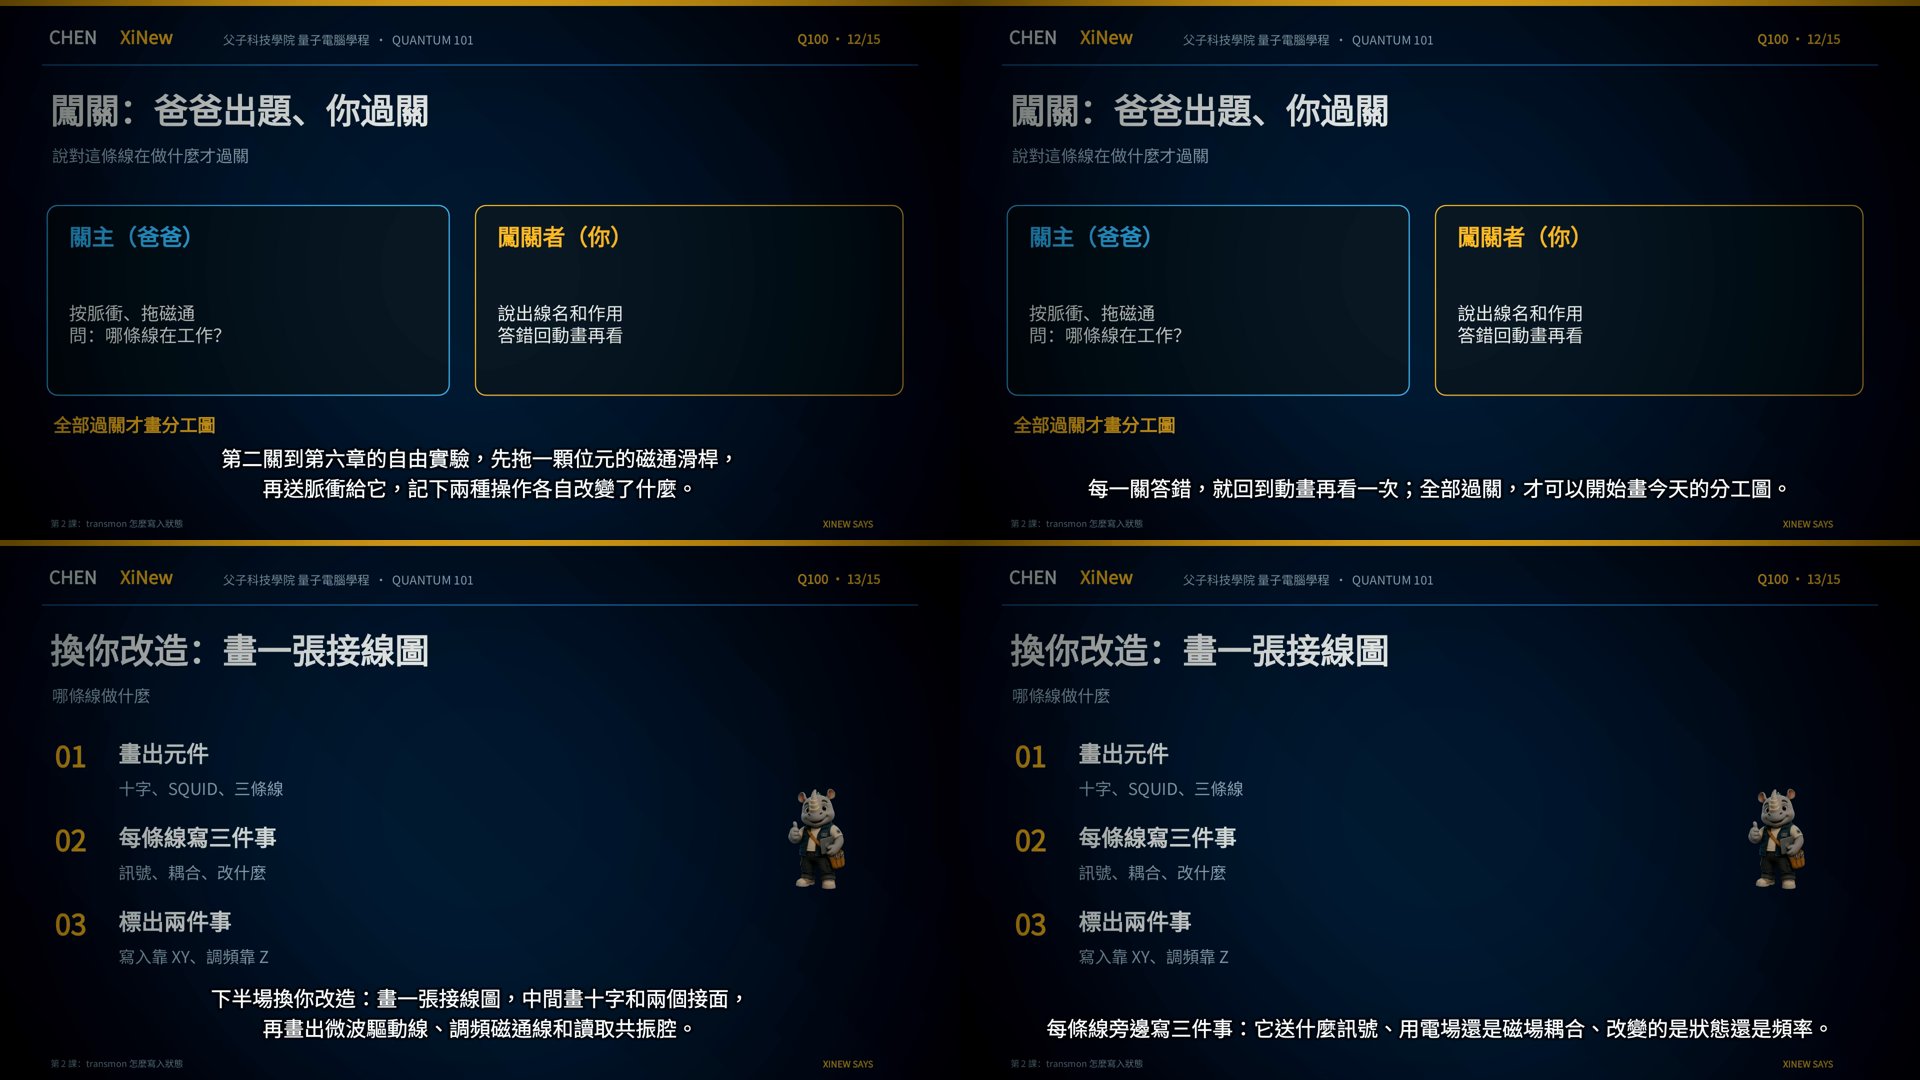 CHEN XiNew 父子科技學院 量子電腦學程 · QUANTUM 101 Q100 · 12/15
闖關：爸爸出題、你過關
說對這條線在做什麼才過關
關主（爸爸）
按脈衝、拖磁通
問：哪條線在工作？
闖關者（你）
說出線名和作用
答錯回動畫再看
全部過關才畫分工圖
第二關到第六章的自由實驗，先拖一顆位元的磁通滑桿，
再送脈衝給它，記下兩種操作各自改變了什麼。
第 2 課：transmon 怎麼寫入狀態 XINEW SAYS
CHEN XiNew 父子科技學院 量子電腦學程 · QUANTUM 101 Q100 · 12/15
闖關：爸爸出題、你過關
說對這條線在做什麼才過關
關主（爸爸）
按脈衝、拖磁通
問：哪條線在工作？
闖關者（你）
說出線名和作用
答錯回動畫再看
全部過關才畫分工圖
每一關答錯，就回到動畫再看一次；全部過關，才可以開始畫今天的分工圖。
第 2 課：transmon 怎麼寫入狀態 XINEW SAYS
CHEN XiNew 父子科技學院 量子電腦學程 · QUANTUM 101 Q100 · 13/15
換你改造：畫一張接線圖
哪條線做什麼
01 畫出元件
十字、SQUID、三條線
02 每條線寫三件事
訊號、耦合、改什麼
03 標出兩件事
寫入靠 XY、調頻靠 Z
下半場換你改造：畫一張接線圖，中間畫十字和兩個接面，
再畫出微波驅動線、調頻磁通線和讀取共振腔。
第 2 課：transmon 怎麼寫入狀態 XINEW SAYS
CHEN XiNew 父子科技學院 量子電腦學程 · QUANTUM 101 Q100 · 13/15
換你改造：畫一張接線圖
哪條線做什麼
01 畫出元件
十字、SQUID、三條線
02 每條線寫三件事
訊號、耦合、改什麼
03 標出兩件事
寫入靠 XY、調頻靠 Z
每條線旁邊寫三件事：它送什麼訊號、用電場還是磁場耦合、改變的是狀態還是頻率。
第 2 課：transmon 怎麼寫入狀態 XINEW SAYS